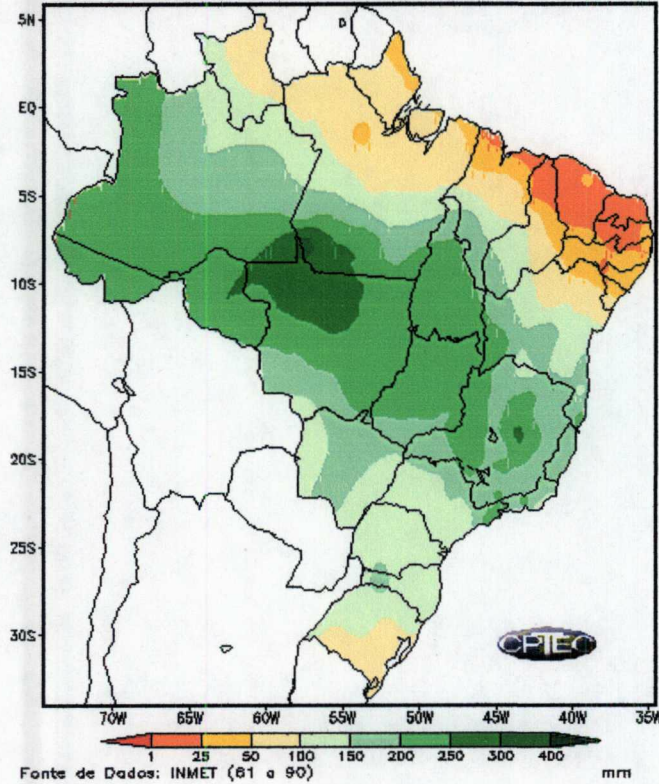 5N
EQ
5S
10S
15S
20S
25S
30S
CPTEC
70W 65W 60W 55W 50W 45W 40W 35W
1 25 50 100 150 200 250 300 400 mm
Fonte de Dados: INMET (61 a 90)